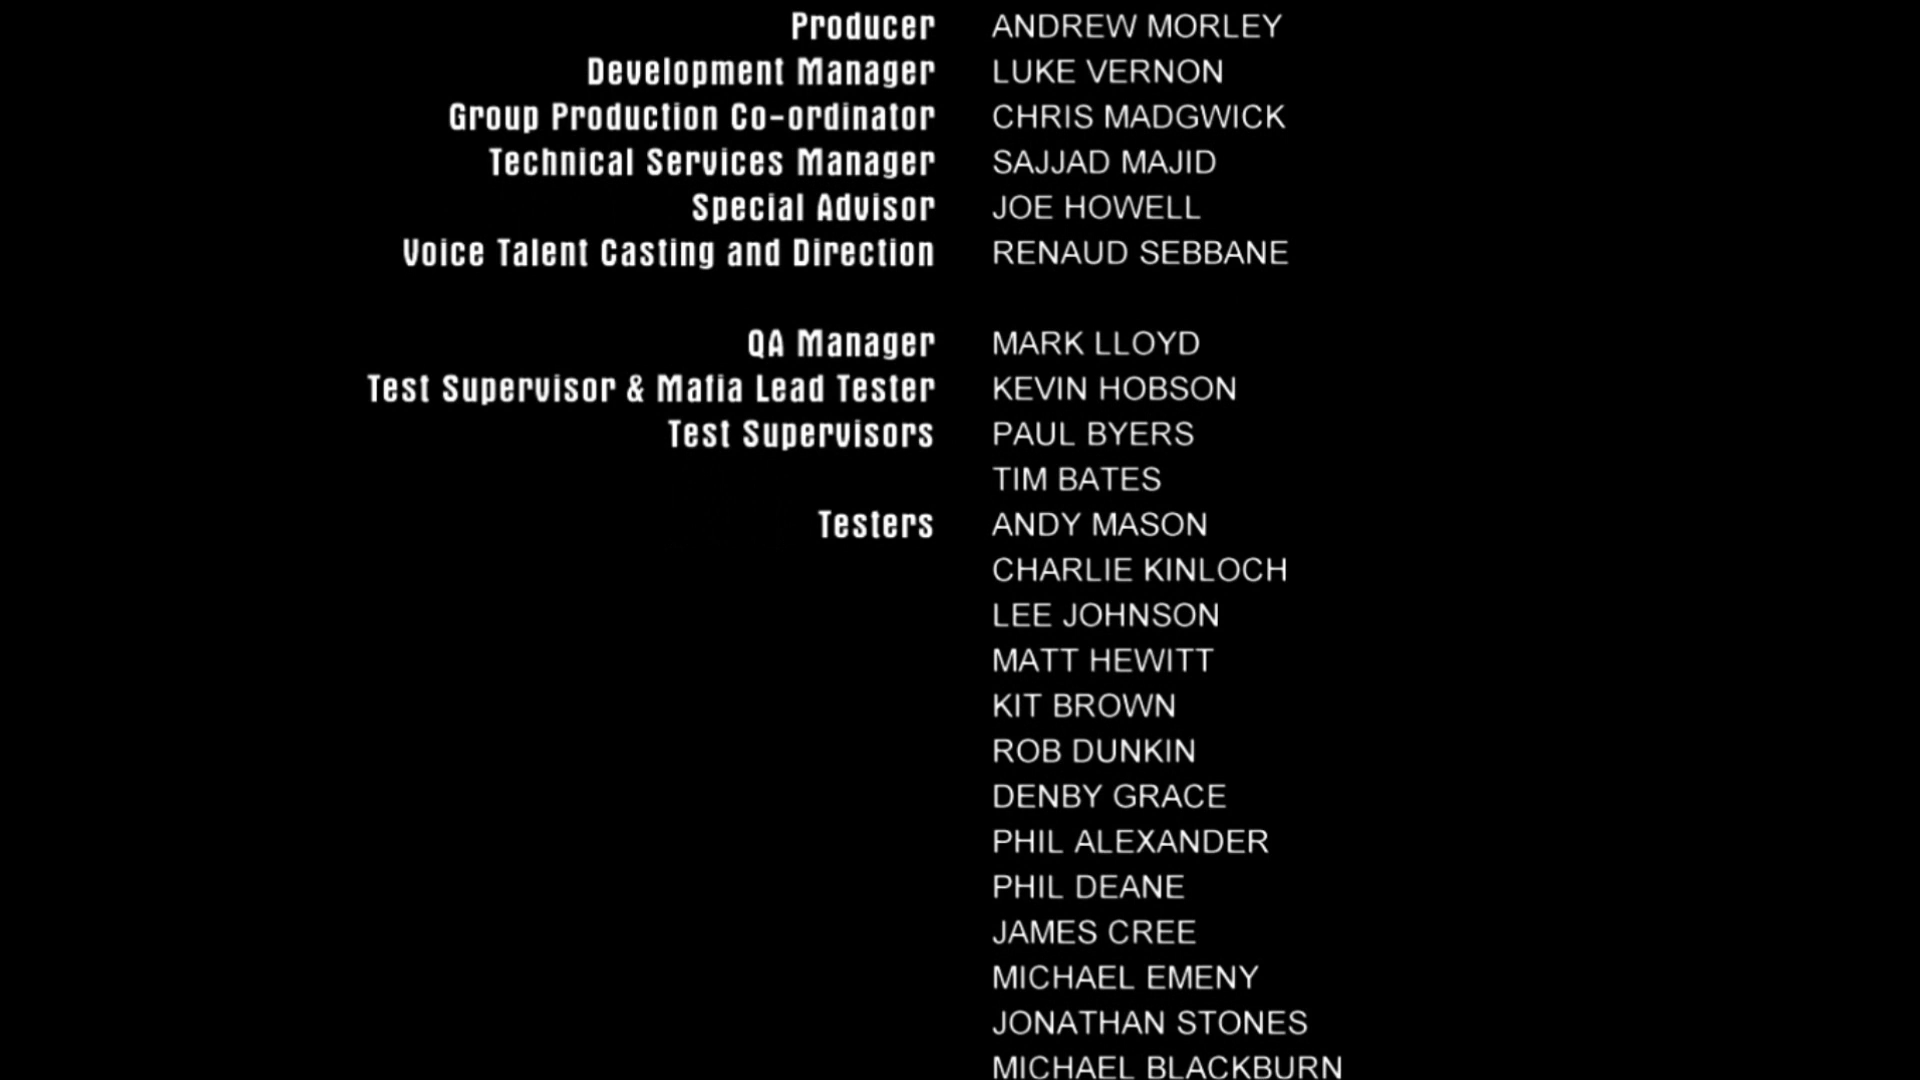 Producer ANDREW MORLEY
Development Manager LUKE VERNON
Group Production Co-ordinator CHRIS MADGWICK
Technical Services Manager SAJJAD MAJID
Special Advisor JOE HOWELL
Voice Talent Casting and Direction RENAUD SEBBANE
QA Manager MARK LLOYD
Test Supervisor & Mafia Lead Tester KEVIN HOBSON
Test Supervisors PAUL BYERS
TIM BATES
Testers ANDY MASON
CHARLIE KINLOCH
LEE JOHNSON
MATT HEWITT
KIT BROWN
ROB DUNKIN
DENBY GRACE
PHIL ALEXANDER
PHIL DEANE
JAMES CREE
MICHAEL EMENY
JONATHAN STONES
MICHAEL BLACKBURN